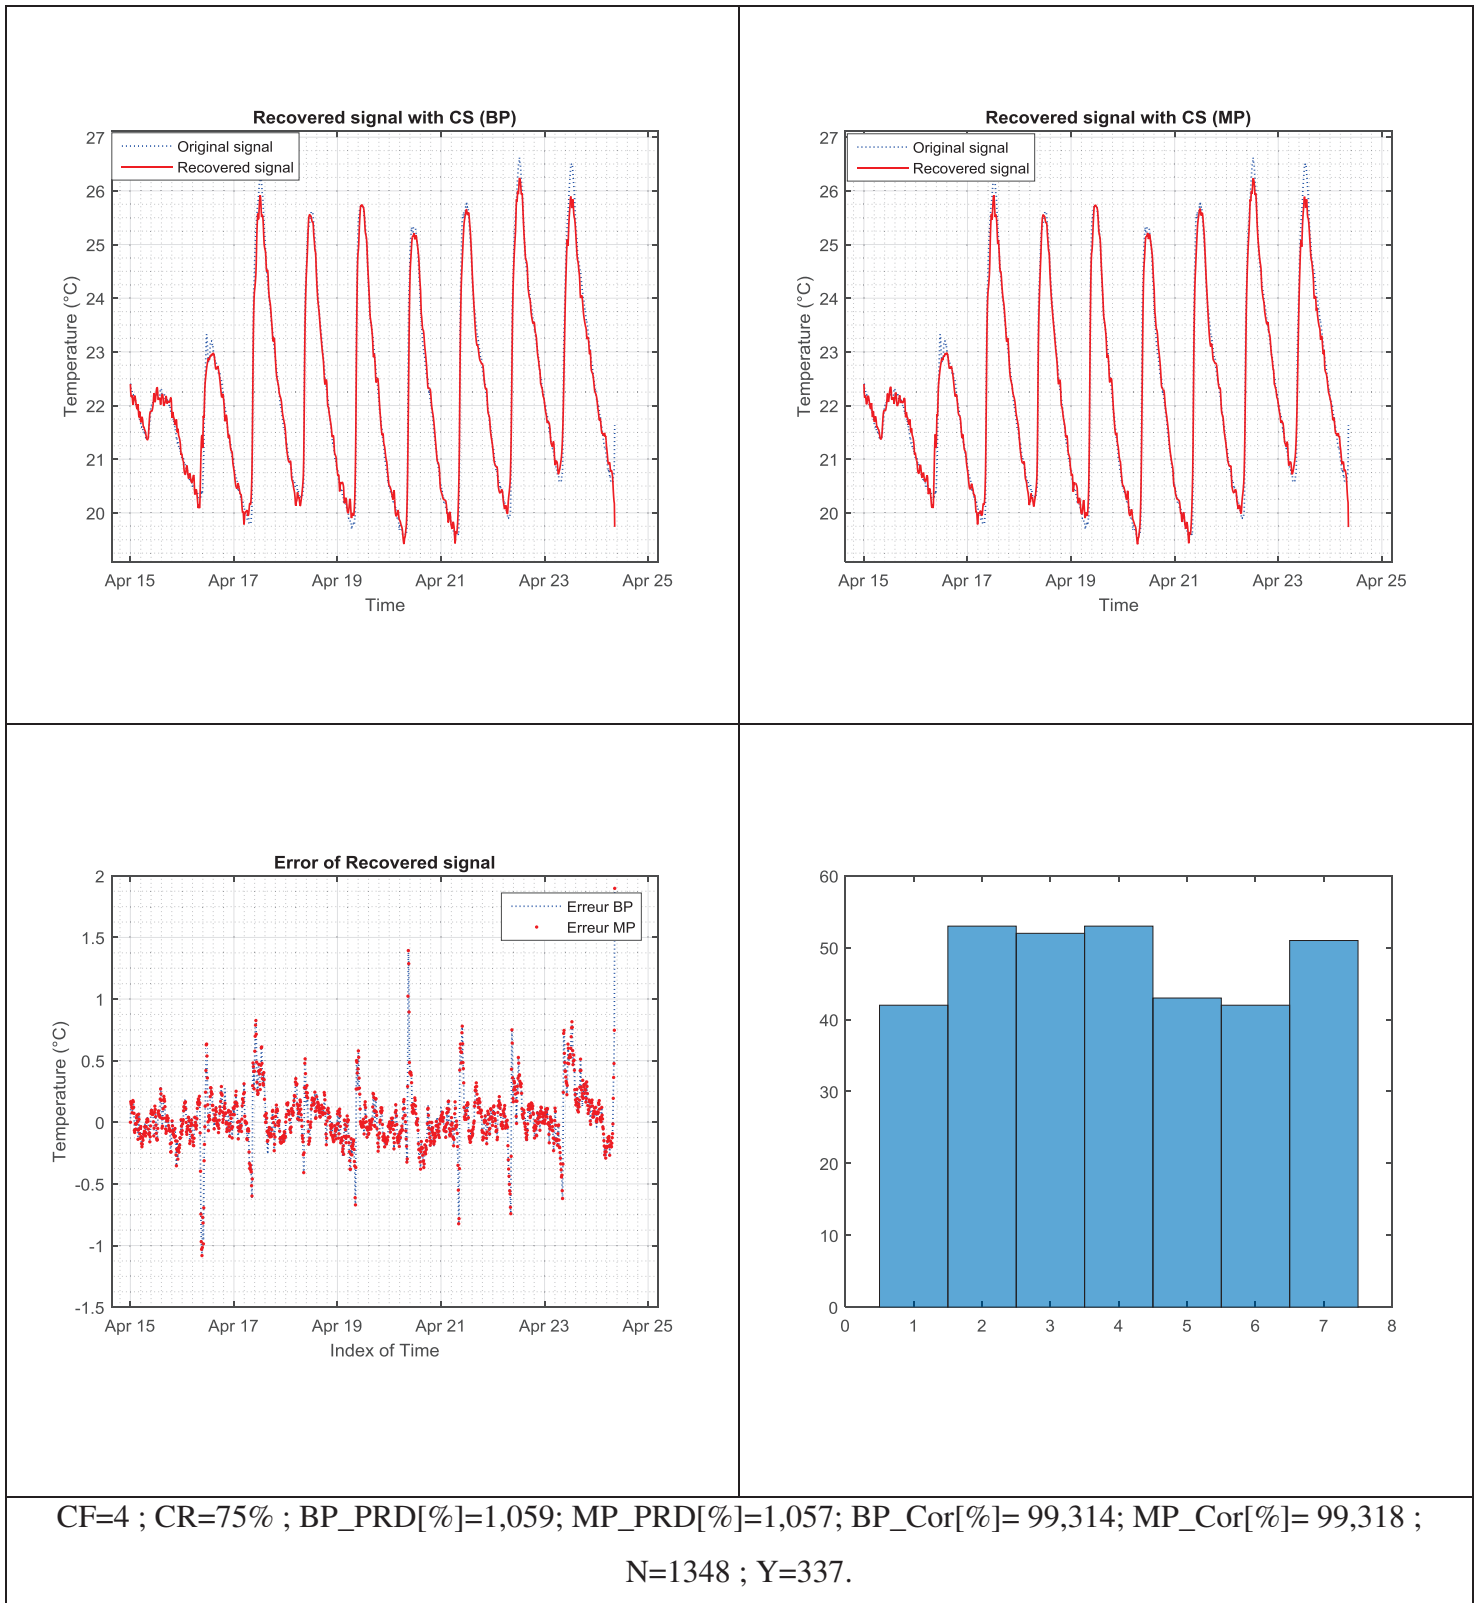 Recovered signal with CS (BP)
Original signal
Recovered signal
27
26
25
24
23
22
21
20
Temperature (°C)
Apr 15 Apr 17 Apr 19 Apr 21 Apr 23 Apr 25
Time
Recovered signal with CS (MP)
Original signal
Recovered signal
27
26
25
24
23
22
21
20
Temperature (°C)
Apr 15 Apr 17 Apr 19 Apr 21 Apr 23 Apr 25
Time
Error of Recovered signal
Erreur BP
Erreur MP
2
1.5
1
0.5
0
-0.5
-1
-1.5
Temperature (°C)
Apr 15 Apr 17 Apr 19 Apr 21 Apr 23 Apr 25
Index of Time
60
50
40
30
20
10
0
0 1 2 3 4 5 6 7 8
CF=4 ; CR=75% ; BP_PRD[%]=1,059; MP_PRD[%]=1,057; BP_Cor[%]= 99,314; MP_Cor[%]= 99,318 ;
N=1348 ; Y=337.